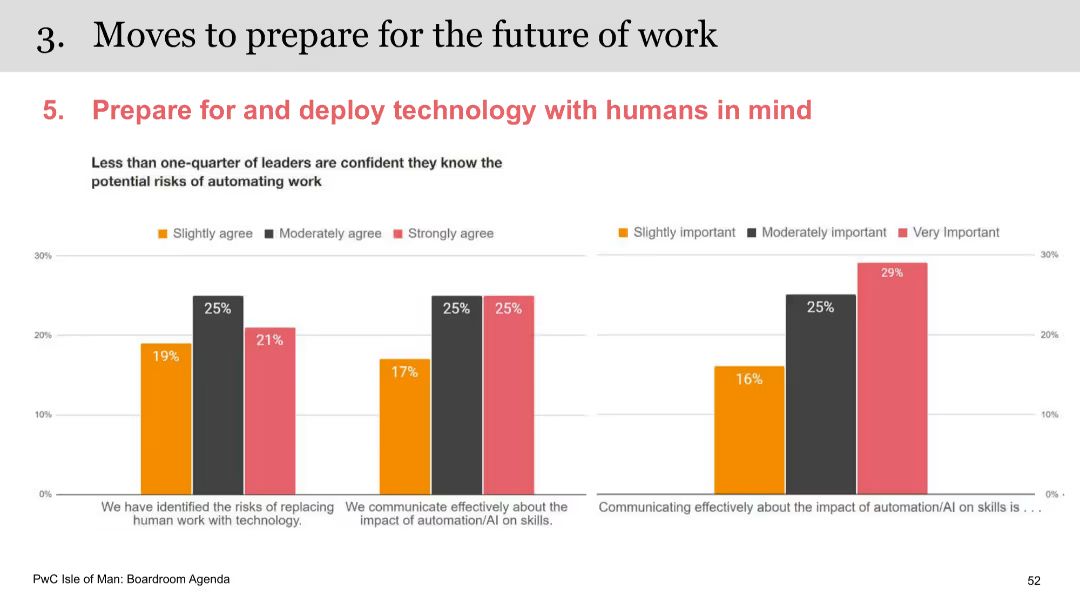 3. Moves to prepare for the future of work
5. Prepare for and deploy technology with humans in mind
Less than one-quarter of leaders are confident they know the
potential risks of automating work
Slightly agree Moderately agree Strongly agree
30%
20%
10%
0%
19%
25%
21%
17%
25%
25%
We have identified the risks of replacing
human work with technology.
We communicate effectively about the
impact of automation/AI on skills.
Slightly important Moderately important Very Important
30%
20%
10%
0%
16%
25%
29%
Communicating effectively about the impact of automation/AI on skills is . . .
PwC Isle of Man: Boardroom Agenda
52